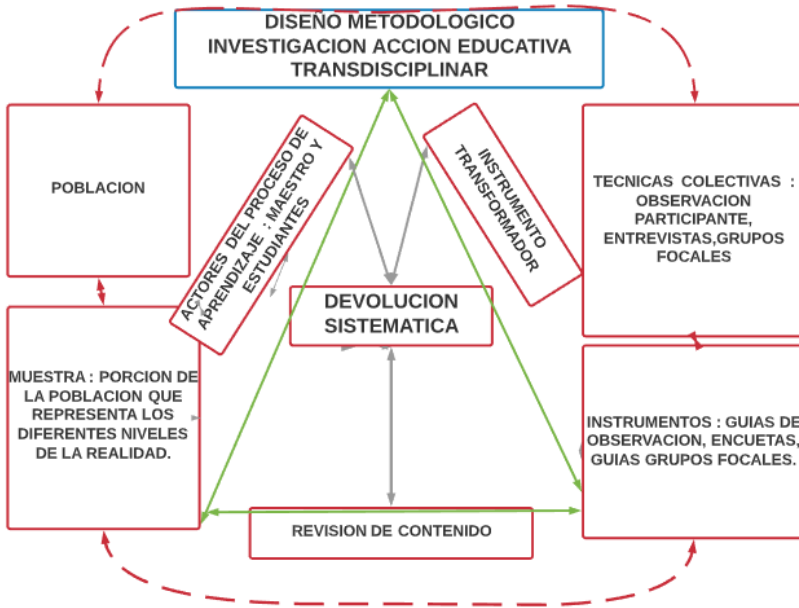 DISEÑO METODOLOGICO
INVESTIGACION ACCION EDUCATIVA
TRANSDISCIPLINAR
POBLACION
ACTORES DEL PROCESO DE
APRENDIZAJE : MAESTRO Y
ESTUDIANTES
INSTRUMENTO
TRANSFORMADOR
TECNICAS COLECTIVAS :
OBSERVACION
PARTICIPANTE,
ENTREVISTAS,GRUPOS
FOCALES
DEVOLUCION
SISTEMATICA
MUESTRA : PORCION DE
LA POBLACION QUE
REPRESENTA LOS
DIFERENTES NIVELES
DE LA REALIDAD.
INSTRUMENTOS : GUIAS DE
OBSERVACION, ENCUETAS,
GUIAS GRUPOS FOCALES.
REVISION DE CONTENIDO